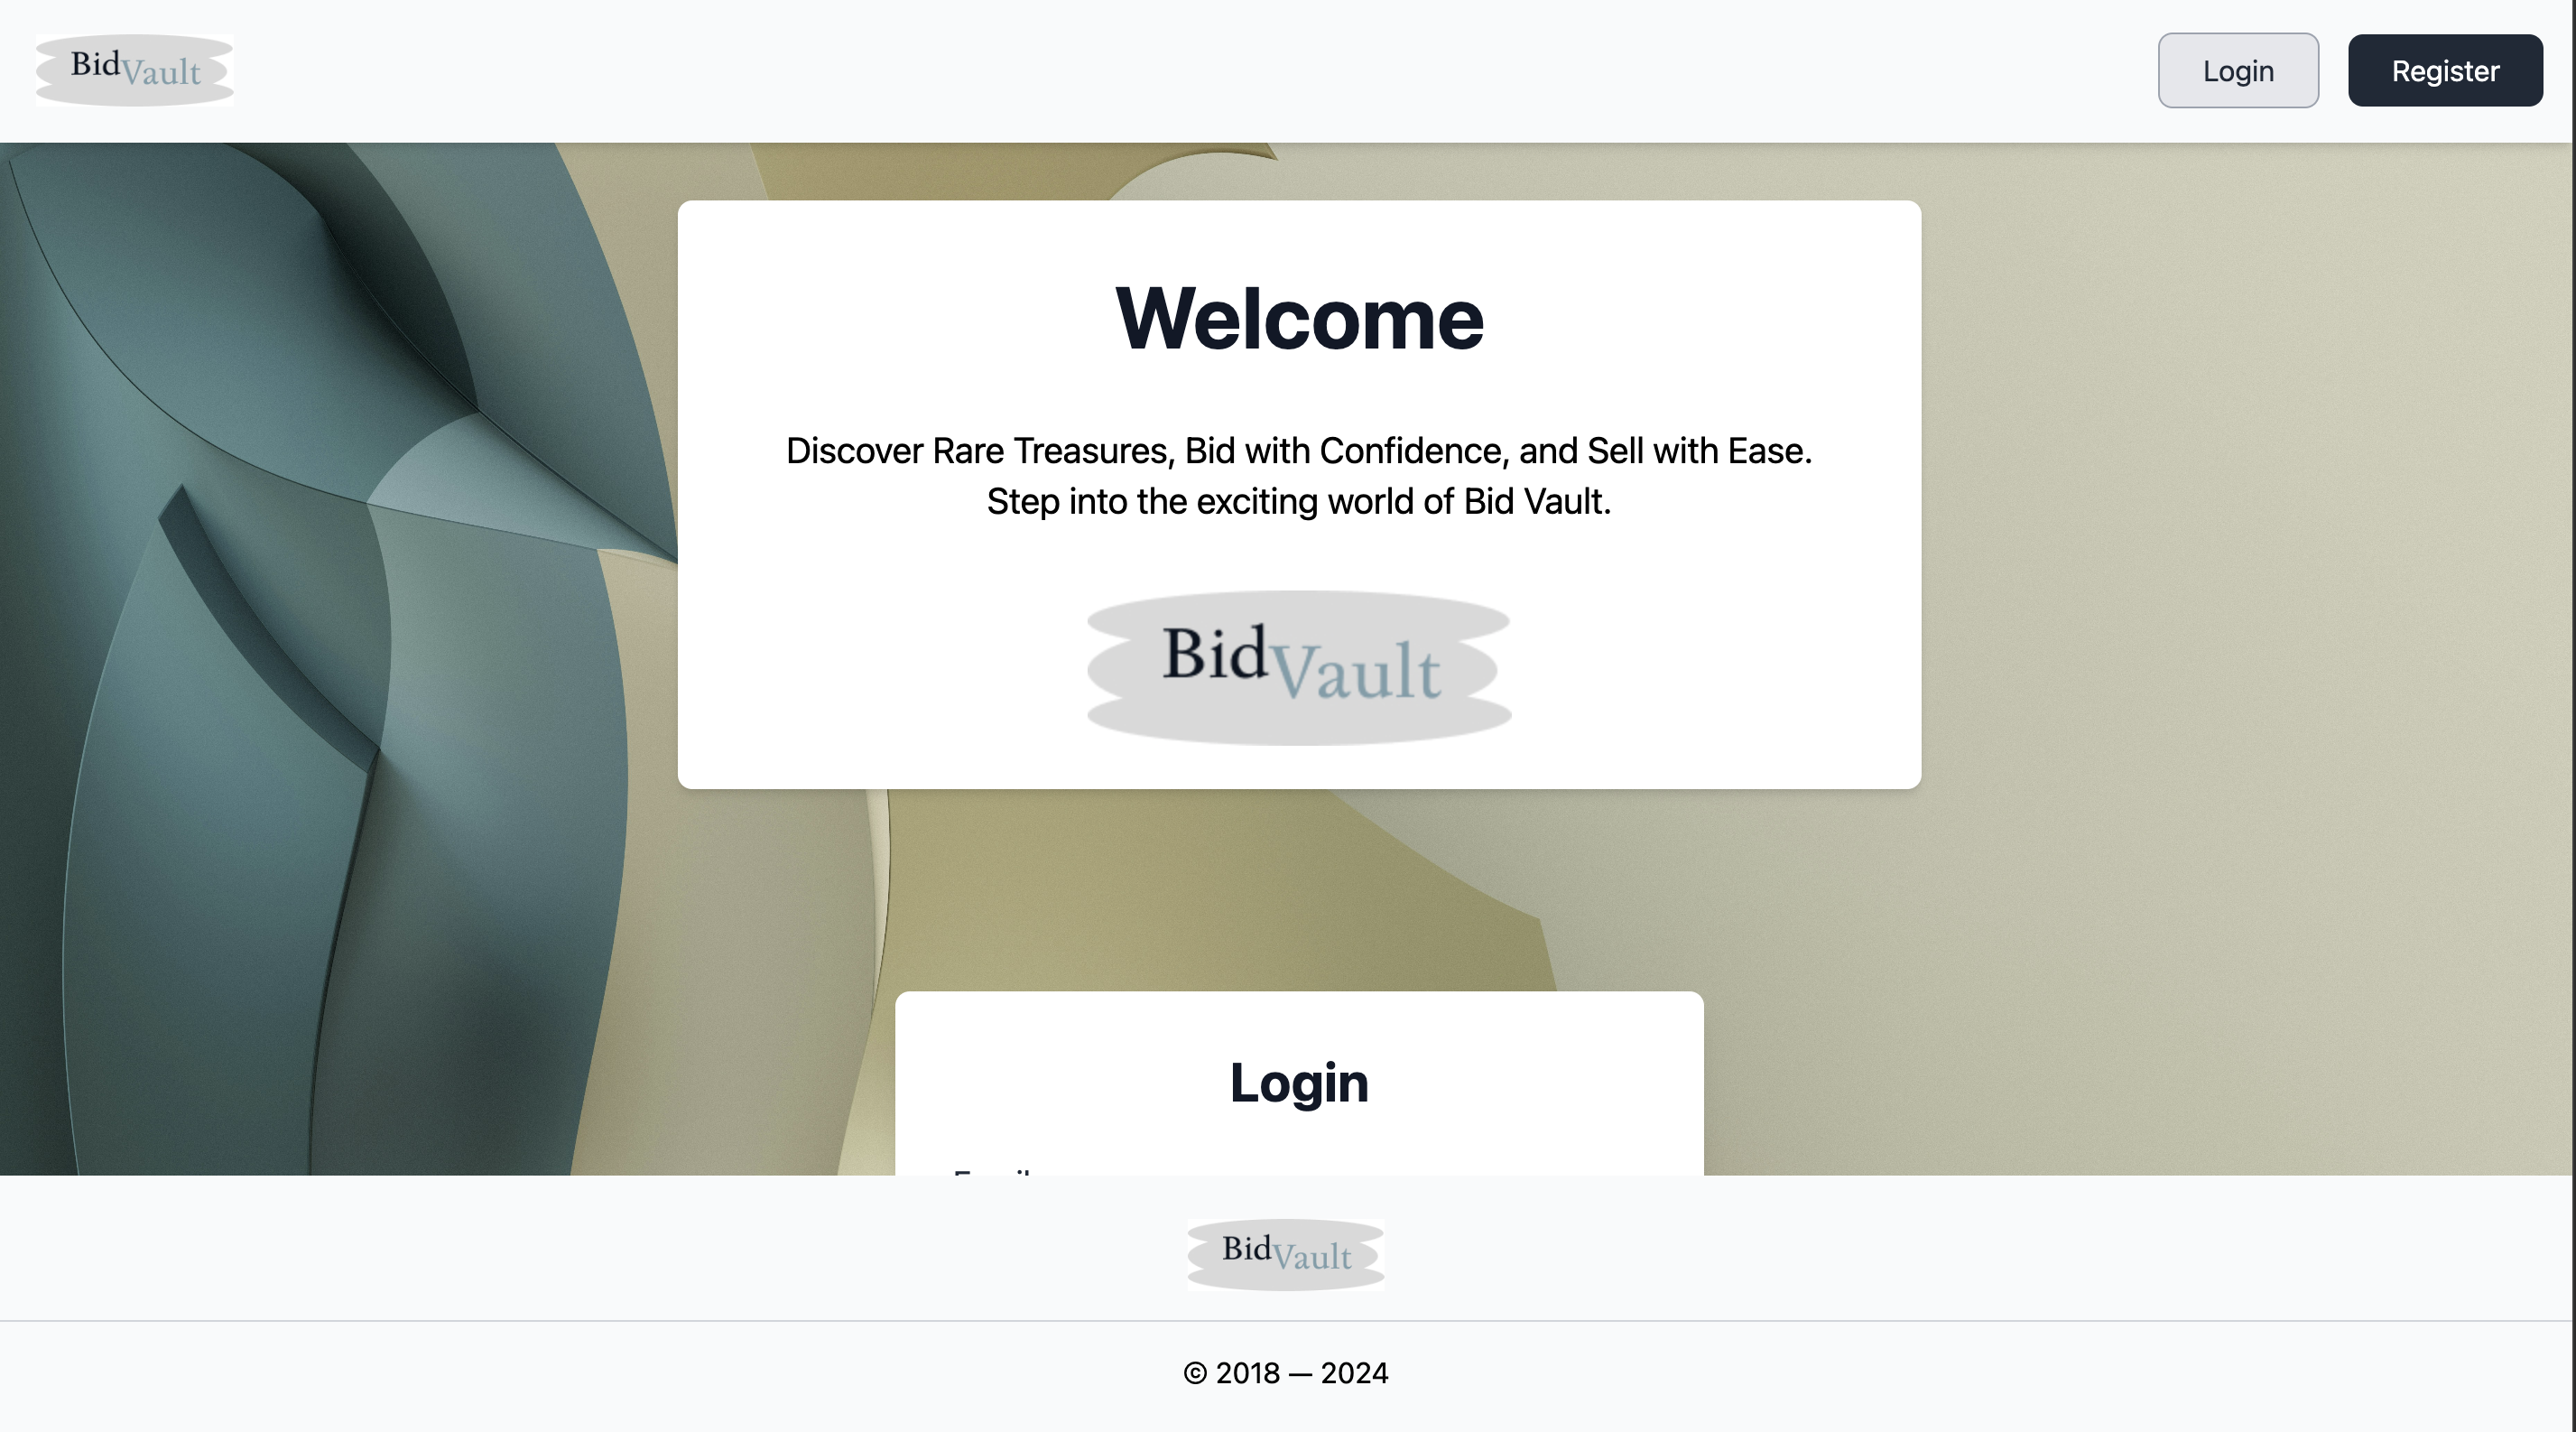 BidVault
Login
Register
Welcome
Discover Rare Treasures, Bid with Confidence, and Sell with Ease.
Step into the exciting world of Bid Vault.
BidVault
Login
BidVault
© 2018 — 2024